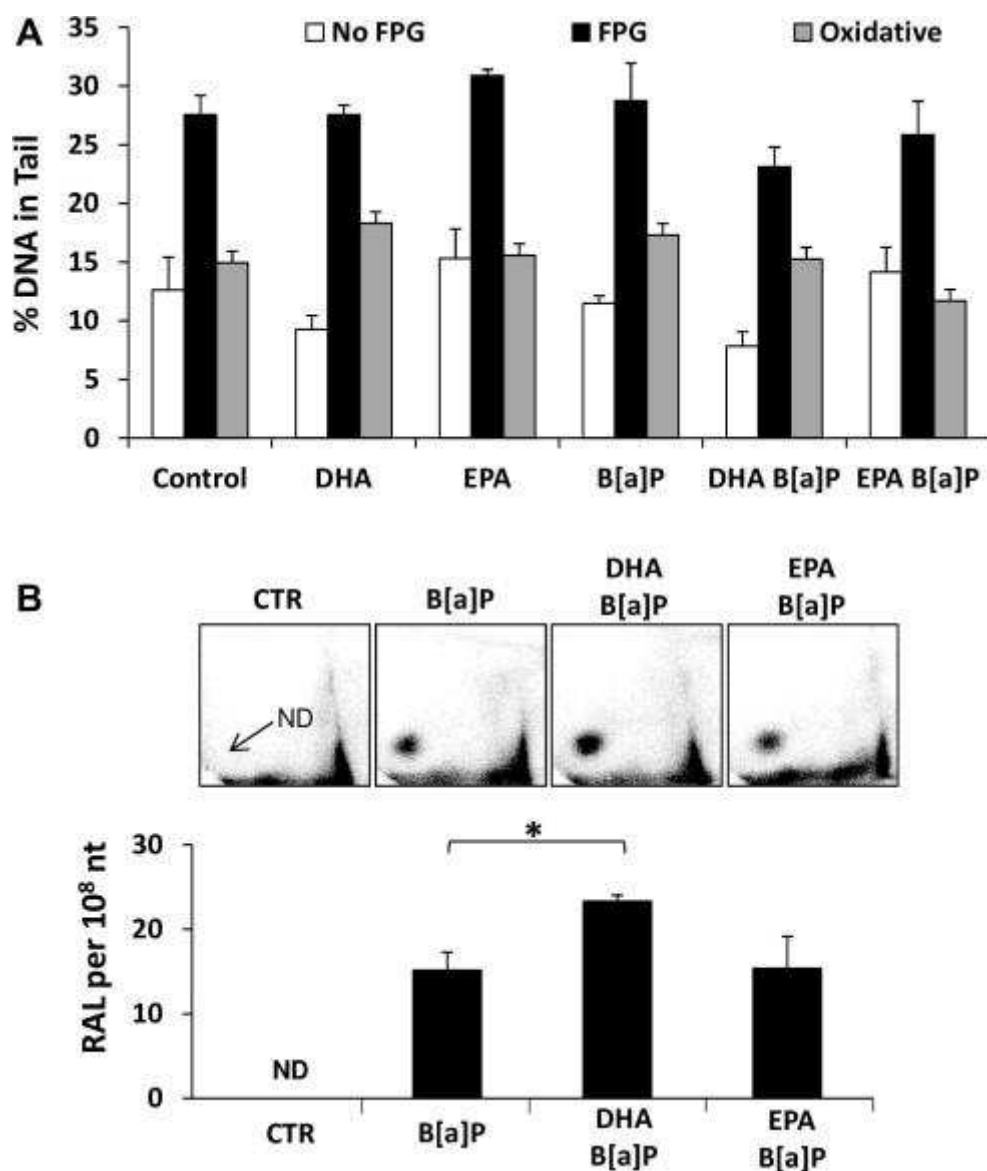 A
No FPG FPG Oxidative
35
30
25
20
15
10
5
0
% DNA in Tail
Control DHA EPA B[a]P DHA B[a]P EPA B[a]P
B
CTR B[a]P DHA B[a]P EPA B[a]P
ND
*
30
20
10
0
RAL per 10⁸ nt
ND
CTR B[a]P DHA B[a]P EPA B[a]P